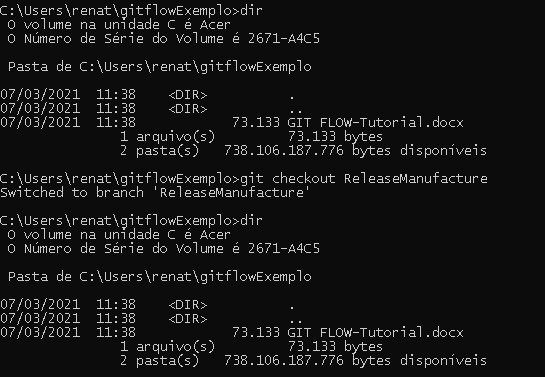 C:\Users\renat\gitflowExemplo>dir
O volume na unidade C é Acer
O Número de Série do Volume é 2671-A4C5
Pasta de C:\Users\renat\gitflowExemplo
07/03/2021  11:38    <DIR>          .
07/03/2021  11:38    <DIR>          ..
07/03/2021  11:38            73.133 GIT FLOW-Tutorial.docx
1 arquivo(s)         73.133 bytes
2 pasta(s)   738.106.187.776 bytes disponíveis
C:\Users\renat\gitflowExemplo>git checkout ReleaseManufacture
Switched to branch 'ReleaseManufacture'
C:\Users\renat\gitflowExemplo>dir
O volume na unidade C é Acer
O Número de Série do Volume é 2671-A4C5
Pasta de C:\Users\renat\gitflowExemplo
07/03/2021  11:38    <DIR>          .
07/03/2021  11:38    <DIR>          ..
07/03/2021  11:38            73.133 GIT FLOW-Tutorial.docx
1 arquivo(s)         73.133 bytes
2 pasta(s)   738.106.187.776 bytes disponíveis